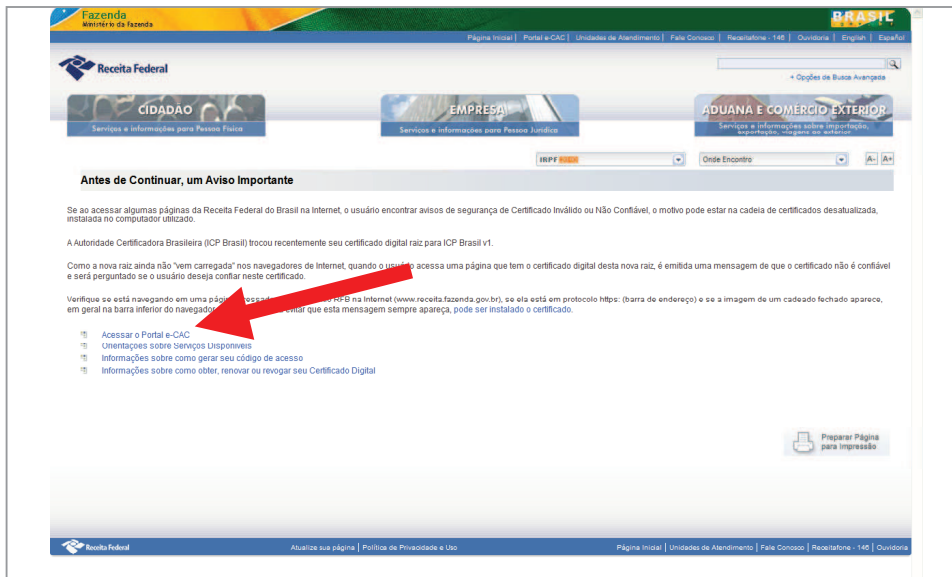 Fazenda
Ministério da Fazenda
BRASIL
Página Inicial | Portal e-CAC | Unidades de Atendimento | Fale Conosco | Receitafone - 146 | Ouvidoria | English | Español
Receita Federal
+ Opções de Busca Avançada
CIDADÃO
Serviços e informações para Pessoa Física
EMPRESA
Serviços e informações para Pessoa Jurídica
ADUANA E COMÉRCIO EXTERIOR
Serviços e informações sobre importação,
exportação, viagens ao exterior
IRPF
Onde Encontro
A- A+
Antes de Continuar, um Aviso Importante
Se ao acessar algumas páginas da Receita Federal do Brasil na Internet, o usuário encontrar avisos de segurança de Certificado Inválido ou Não Confiável, o motivo pode estar na cadeia de certificados desatualizada,
instalada no computador utilizado.
A Autoridade Certificadora Brasileira (ICP Brasil) trocou recentemente seu certificado digital raiz para ICP Brasil v1.
Como a nova raiz ainda não "vem carregada" nos navegadores de Internet, quando o usuário acessa uma página que tem o certificado digital desta nova raiz, é emitida uma mensagem de que o certificado não é confiável
e será perguntado se o usuário deseja confiar neste certificado.
Verifique se está navegando em uma RFB na Internet (www.receita.fazenda.gov.br), se ela está em protocolo https: (barra de endereço) e se a imagem de um cadeado fechado aparece,
em geral na barra inferior do navegador evitar que esta mensagem sempre apareça, pode ser instalado o certificado.
Acessar o Portal e-CAC
Orientações sobre Serviços Disponíveis
Informações sobre como gerar seu código de acesso
Informações sobre como obter, renovar ou revogar seu Certificado Digital
Preparar Página
para Impressão
Receita Federal
Atualize sua página | Política de Privacidade e Uso
Página Inicial | Unidades de Atendimento | Fale Conosco | Receitafone - 146 | Ouvidoria